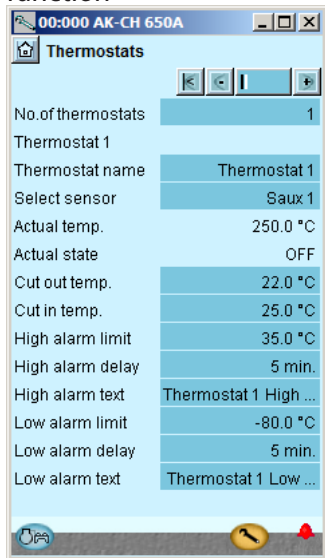 00:000 AK-CH 650A
Thermostats
No.of thermostats 1
Thermostat 1
Thermostat name Thermostat 1
Select sensor Saux 1
Actual temp. 250.0 °C
Actual state OFF
Cut out temp. 22.0 °C
Cut in temp. 25.0 °C
High alarm limit 35.0 °C
High alarm delay 5 min.
High alarm text Thermostat 1 High ...
Low alarm limit -80.0 °C
Low alarm delay 5 min.
Low alarm text Thermostat 1 Low ...